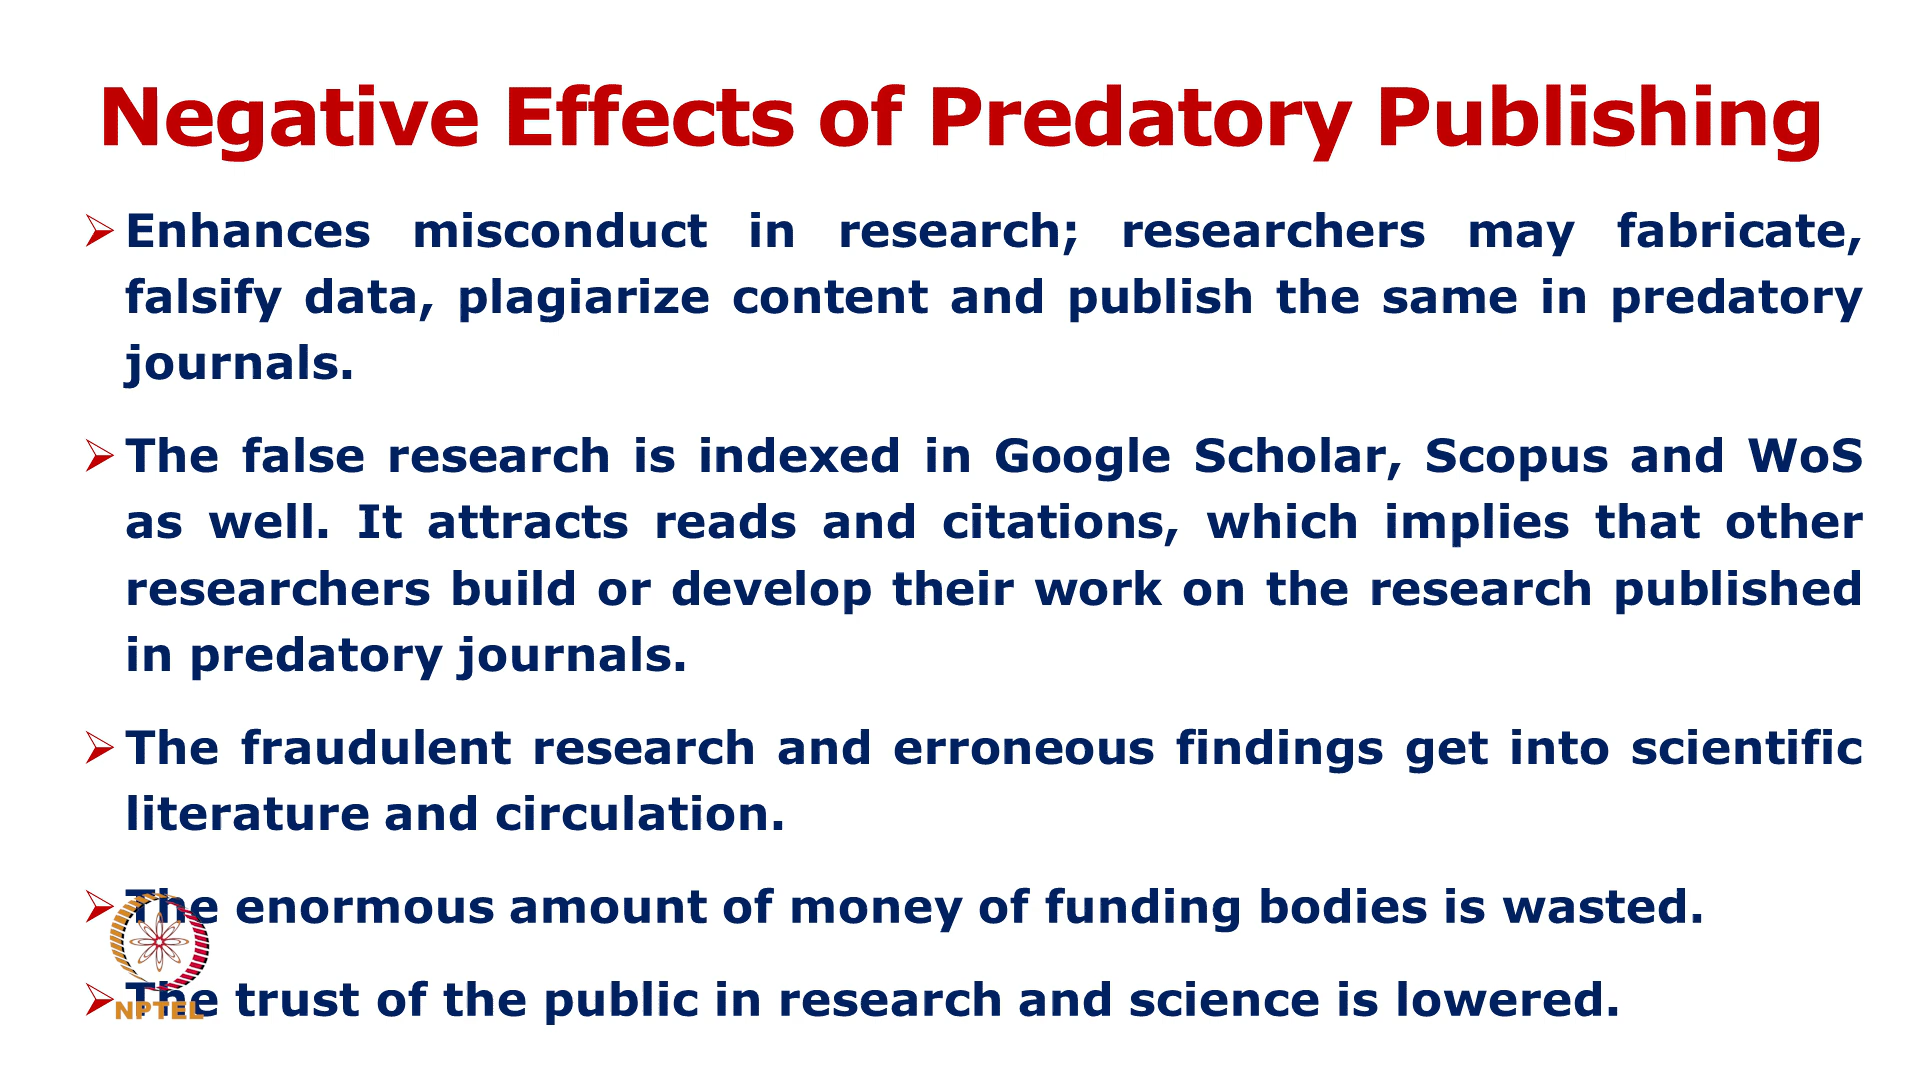 Negative Effects of Predatory Publishing
Enhances misconduct in research; researchers may fabricate,
falsify data, plagiarize content and publish the same in predatory
journals.
The false research is indexed in Google Scholar, Scopus and WoS
as well. It attracts reads and citations, which implies that other
researchers build or develop their work on the research published
in predatory journals.
The fraudulent research and erroneous findings get into scientific
literature and circulation.
The enormous amount of money of funding bodies is wasted.
The trust of the public in research and science is lowered.
NPTEL